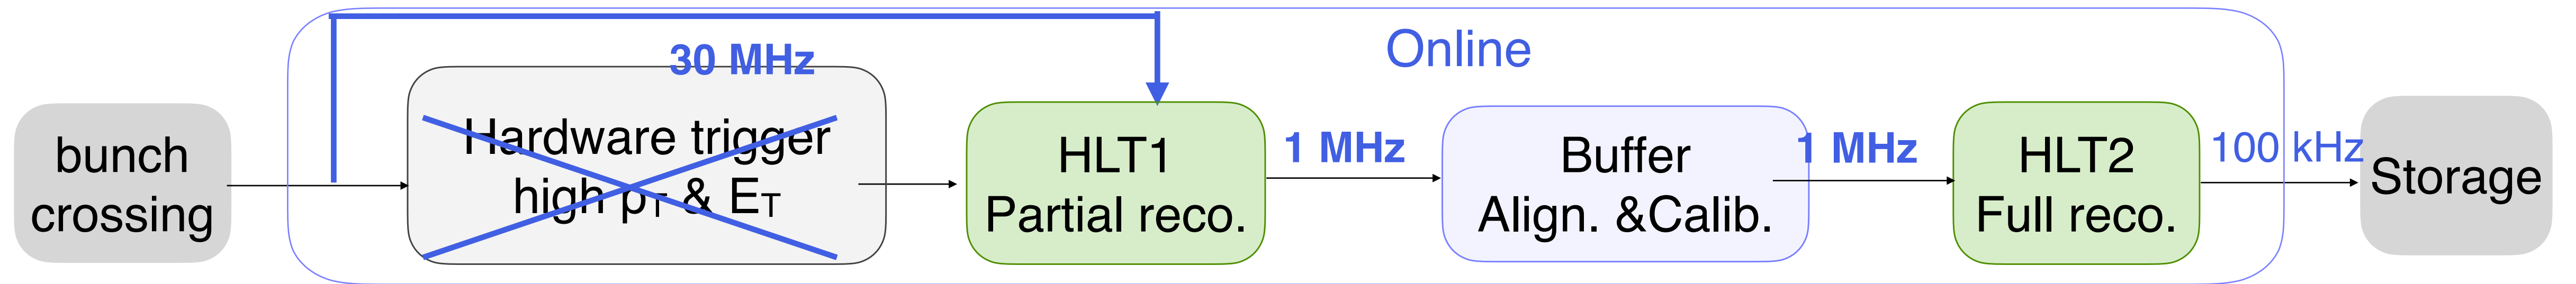 30 MHz
Online
bunch
crossing
Hardware trigger
high pT & ET
HLT1
Partial reco.
1 MHz
Buffer
Align. &Calib.
1 MHz
HLT2
Full reco.
100 kHz
Storage